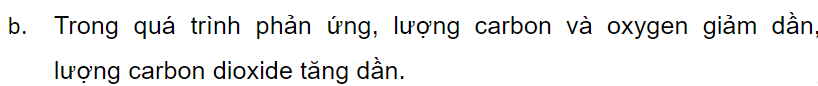 b. Trong quá trình phản ứng, lượng carbon và oxygen giảm dần,
lượng carbon dioxide tăng dần.